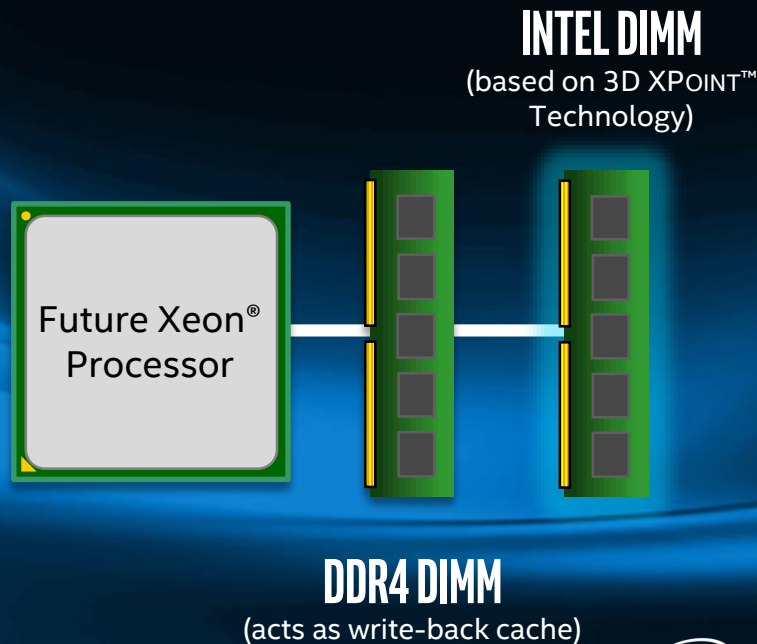 INTEL DIMM
(based on 3D XPOINT™
Technology)
Future Xeon®
Processor
DDR4 DIMM
(acts as write-back cache)